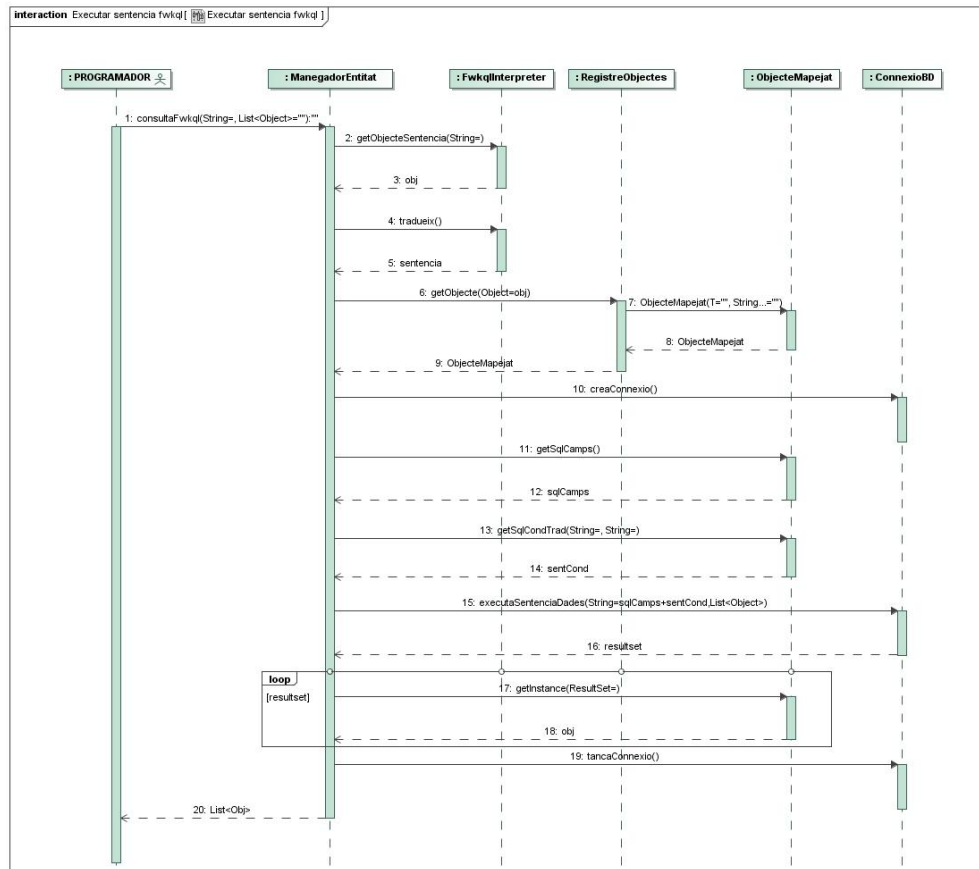 interaction Executar sentencia fwkql [ Executar sentencia fwkql ]
: PROGRAMADOR
: ManegadorEntitat
: FwkqlInterpreter
: RegistreObjectes
: ObjecteMapejat
: ConnexioBD
1: consultaFwkql(String=, List<Object>=""):""
2: getObjecteSentencia(String=)
3: obj
4: tradueix()
5: sentencia
6: getObjecte(Object=obj)
7: ObjecteMapejat(T="", String...="")
8: ObjecteMapejat
9: ObjecteMapejat
10: creaConnexio()
11: getSqlCamps()
12: sqlCamps
13: getSqlCondTrad(String=, String=)
14: sentCond
15: executaSentenciaDades(String=sqlCamps+sentCond,List<Object>)
16: resultset
loop
[resultset]
17: getInstance(ResultSet=)
18: obj
19: tancaConnexio()
20: List<Obj>